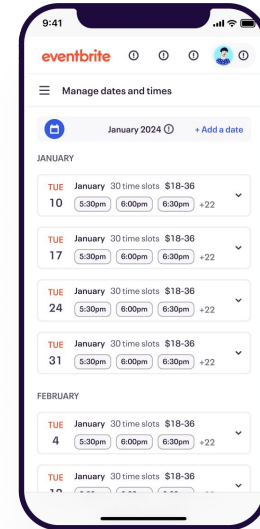 9:41
eventbrite
Manage dates and times
January 2024 + Add a date
JANUARY
TUE January 30 time slots $18-36
10 5:30pm 6:00pm 6:30pm +22
TUE January 30 time slots $18-36
17 5:30pm 6:00pm 6:30pm +22
TUE January 30 time slots $18-36
24 5:30pm 6:00pm 6:30pm +22
TUE January 30 time slots $18-36
31 5:30pm 6:00pm 6:30pm +22
FEBRUARY
TUE January 30 time slots $18-36
4 5:30pm 6:00pm 6:30pm +22
TUE January 30 time slots $18-36